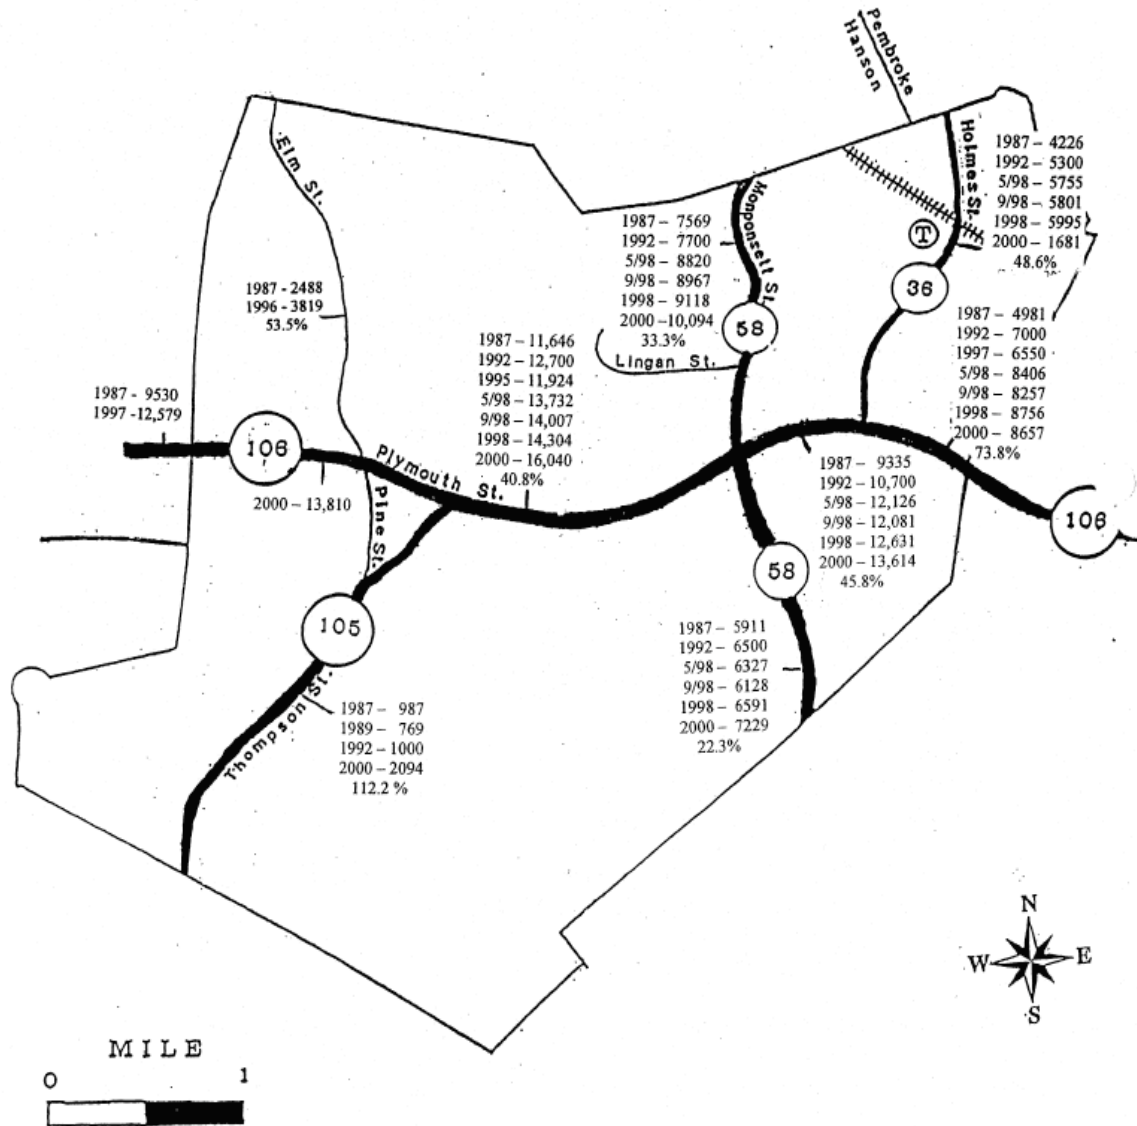 Pembroke
Hanson
Elm St.
Holmes St.
1987 – 4226
1992 – 5300
5/98 – 5755
9/98 – 5801
1998 – 5995
2000 – 1681
48.6%
Monponsett St.
1987 – 7569
1992 – 7700
5/98 – 8820
9/98 – 8967
1998 – 9118
2000 –10,094
33.3%
T
36
1987 - 2488
1996 - 3819
53.5%
58
Lingan St.
1987 – 4981
1992 – 7000
1997 – 6550
5/98 – 8406
9/98 – 8257
1998 – 8756
2000 – 8657
73.8%
1987 – 11,646
1992 – 12,700
1995 – 11,924
5/98 – 13,732
9/98 – 14,007
1998 – 14,304
2000 – 16,040
40.8%
1987 - 9530
1997 -12,579
106
Plymouth St.
2000 – 13,810
Pine St.
1987 – 9335
1992 – 10,700
5/98 – 12,126
9/98 – 12,081
1998 – 12,631
2000 – 13,614
45.8%
106
58
105
1987 – 5911
1992 – 6500
5/98 – 6327
9/98 – 6128
1998 – 6591
2000 – 7229
22.3%
Thompson St.
1987 – 987
1989 – 769
1992 – 1000
2000 – 2094
112.2 %
N
W
E
S
MILE
0 1